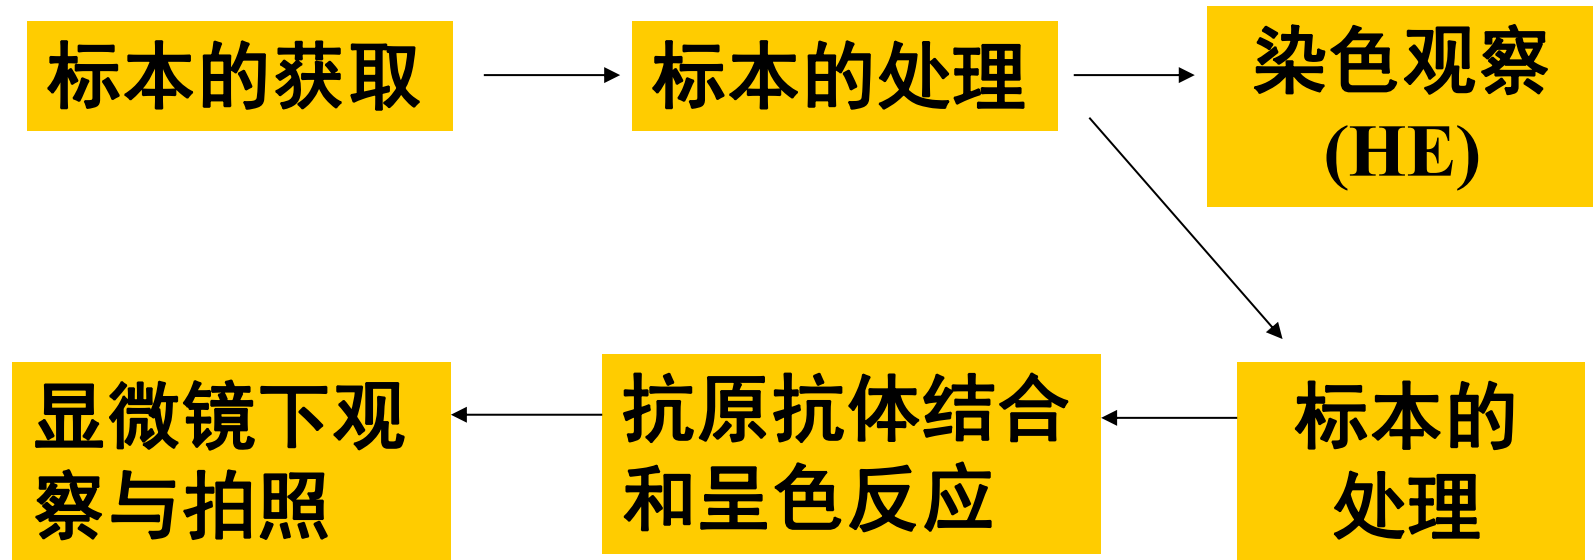 标本的获取
标本的处理
染色观察
(HE)
显微镜下观
察与拍照
抗原抗体结合
和呈色反应
标本的
处理